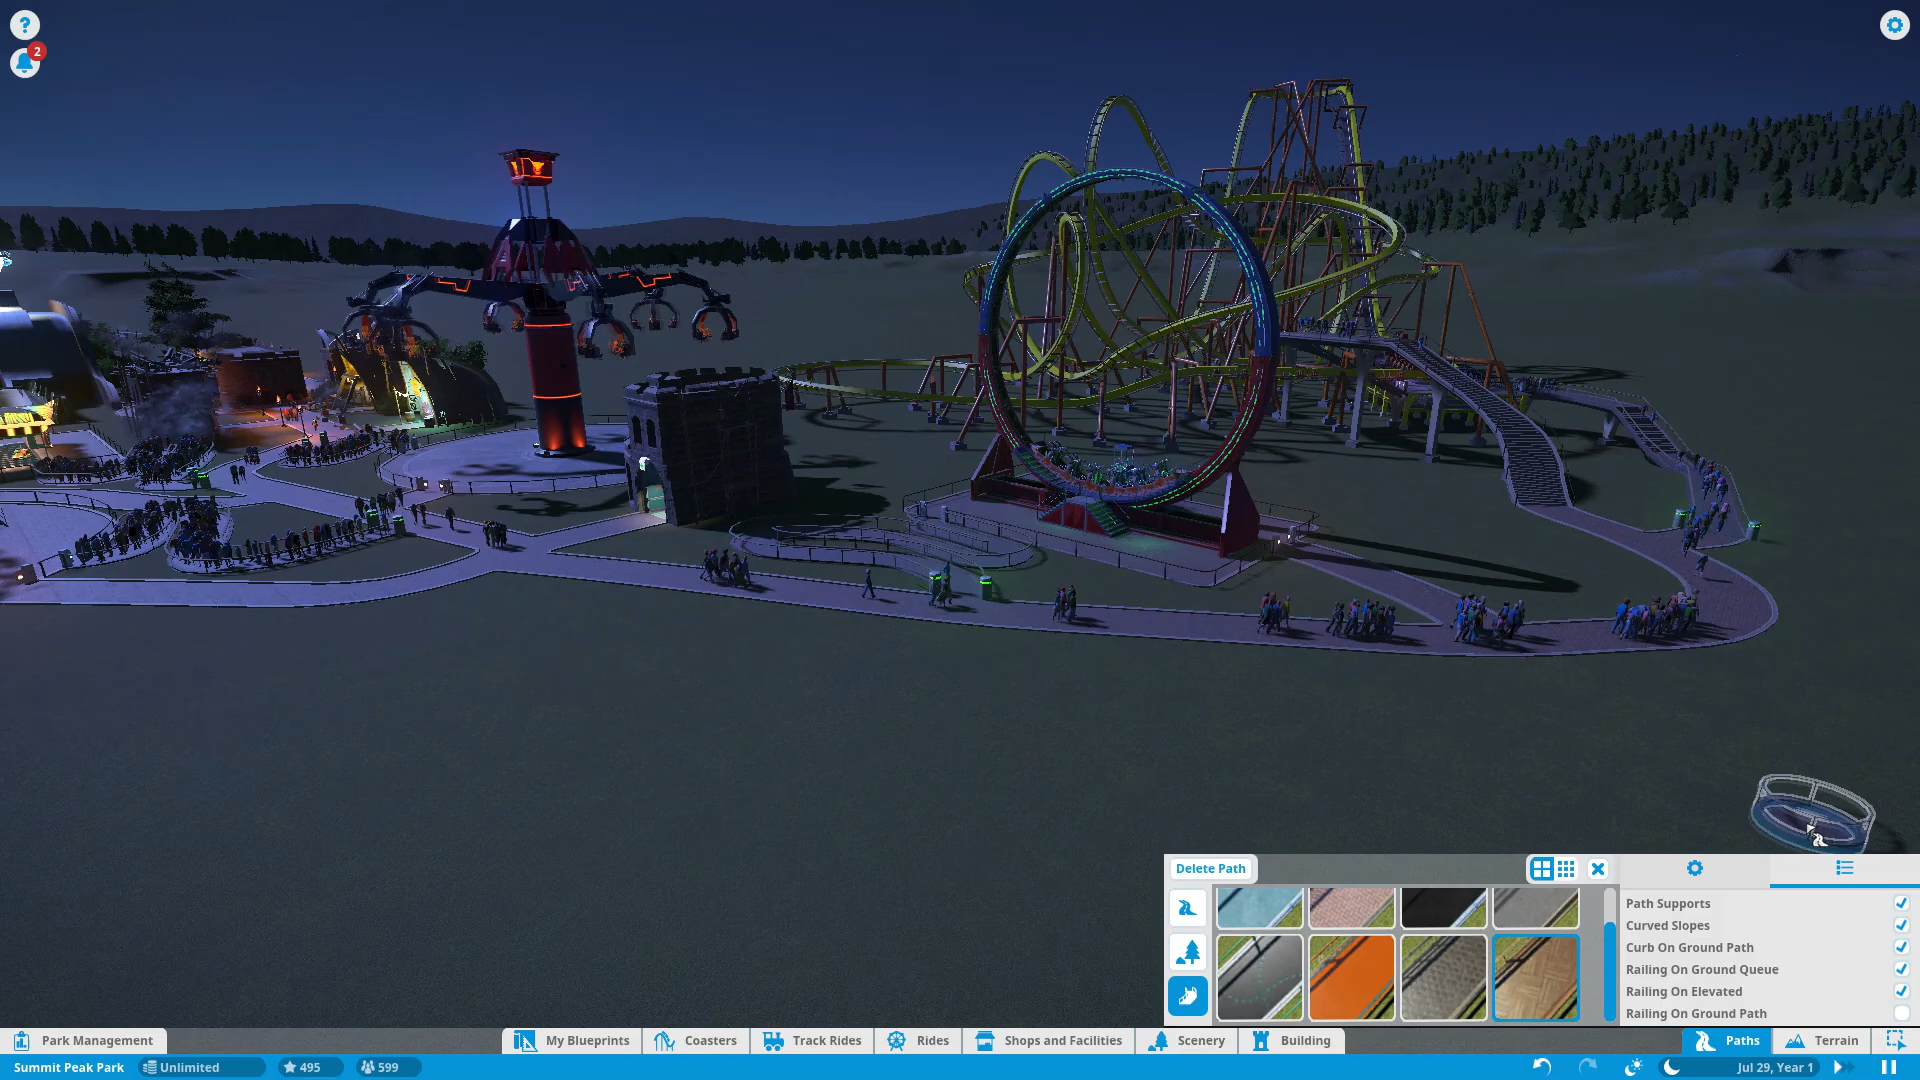 ?
2
Delete Path
Path Supports
Curved Slopes
Curb On Ground Path
Railing On Ground Queue
Railing On Elevated
Railing On Ground Path
Park Management
My Blueprints
Coasters
Track Rides
Rides
Shops and Facilities
Scenery
Building
Paths
Terrain
Summit Peak Park
Unlimited
495
599
Jul 29, Year 1